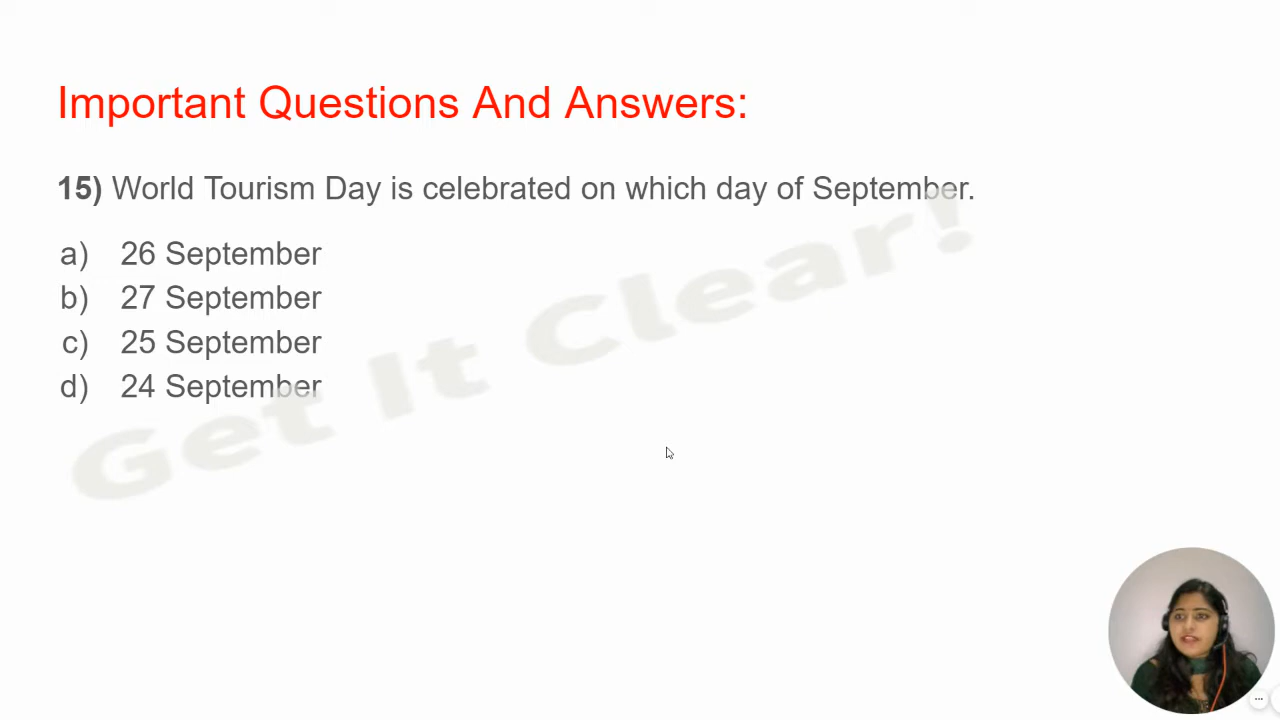 Important Questions And Answers:
15) World Tourism Day is celebrated on which day of September.
a) 26 September
b) 27 September
c) 25 September
d) 24 September
Get It Clear!